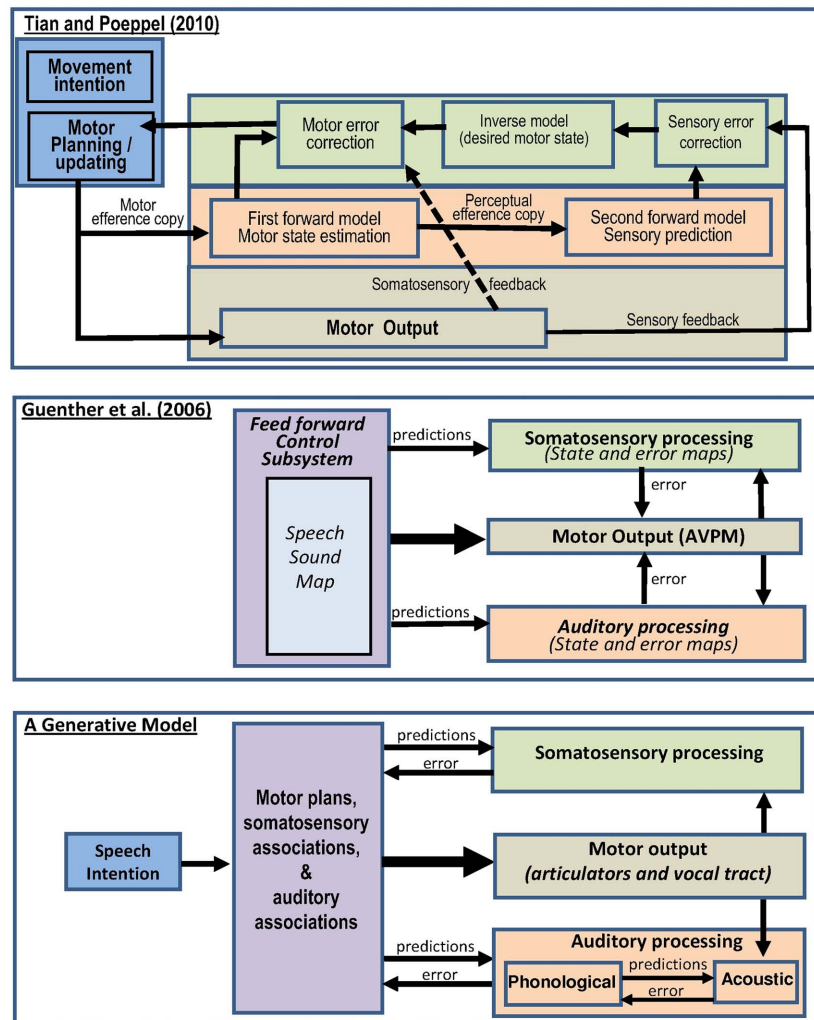 Tian and Poeppel (2010)
Movement
intention
Motor
Planning /
updating
Motor error
correction
Inverse model
(desired motor state)
Sensory error
correction
Motor
efference copy
First forward model
Motor state estimation
Perceptual
efference copy
Second forward model
Sensory prediction
Somatosensory feedback
Motor Output
Sensory feedback
Guenther et al. (2006)
Feed forward
Control
Subsystem
Speech
Sound
Map
predictions
Somatosensory processing
(State and error maps)
error
Motor Output (AVPM)
error
predictions
Auditory processing
(State and error maps)
A Generative Model
Speech
Intention
Motor plans,
somatosensory
associations,
&
auditory
associations
predictions
error
Somatosensory processing
Motor output
(articulators and vocal tract)
predictions
error
Auditory processing
Phonological
predictions
error
Acoustic